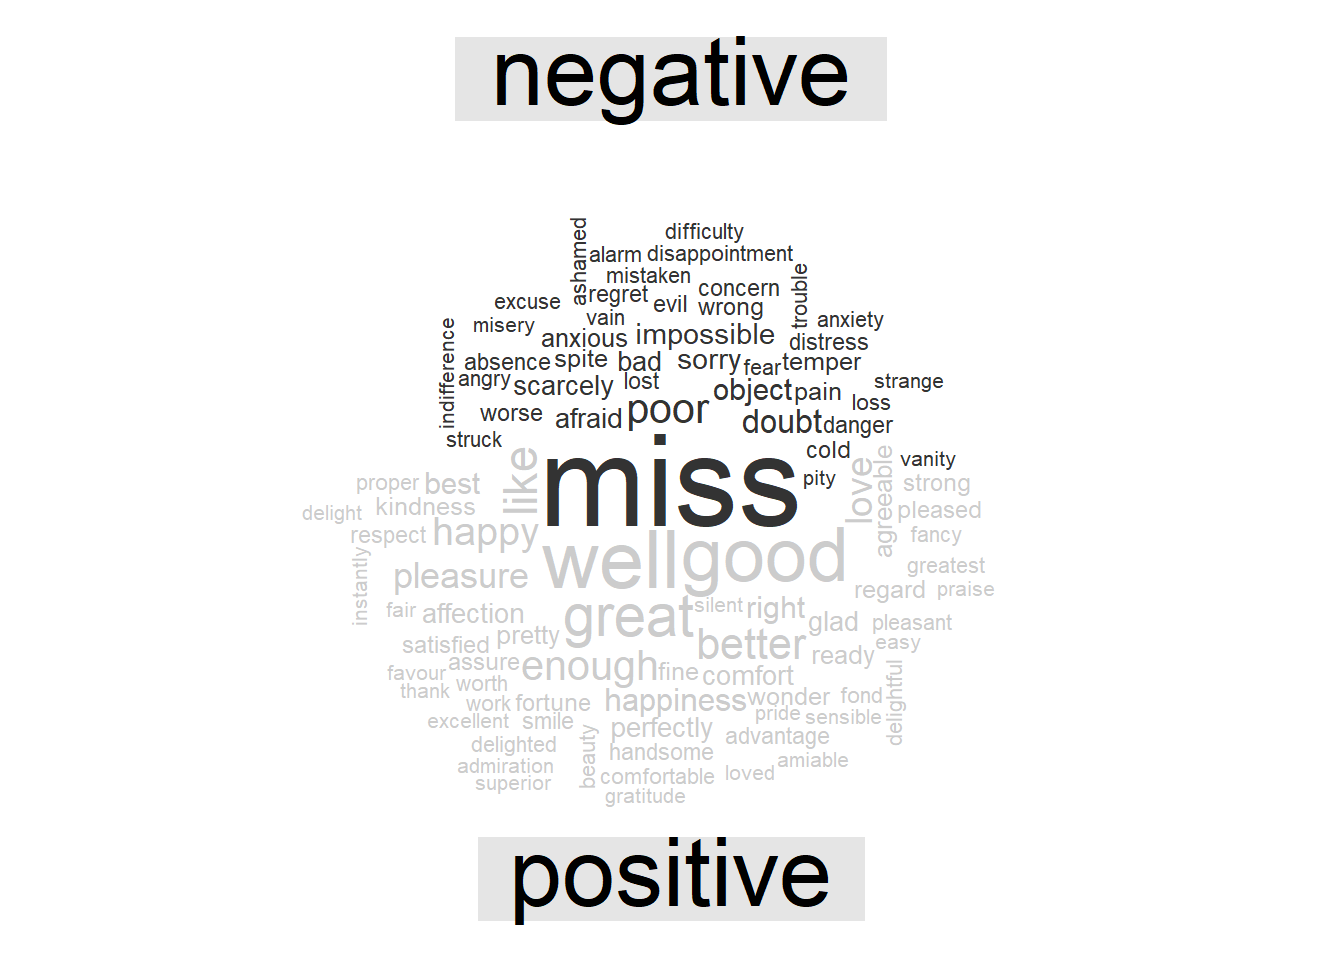 negative
difficulty
ashamed
alarm disappointment
mistaken
trouble
regret concern
excuse evil wrong
vain anxiety
misery anxious impossible distress
indifference
absence spite bad sorry fear temper
angry scarcely lost object pain strange
worse afraid poor doubt danger loss
struck cold
miss
pity vanity
like love agreeable
proper best strong
delight kindness pleased
respect happy fancy
well good
instantly
pleasure greatest
regard praise
fair affection great silent right glad pleasant
satisfied pretty better ready easy
favour assure enough fine comfort
delightful
thank worth
work fortune happiness wonder fond
excellent smile perfectly pride sensible
delighted beauty handsome advantage
admiration amiable
superior comfortable loved
gratitude
positive